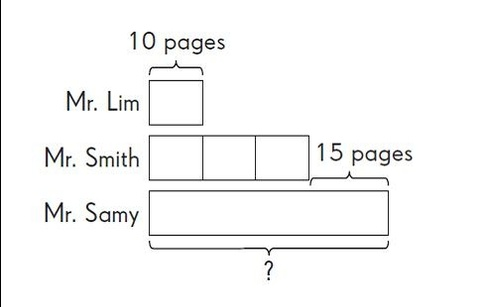 10 pages
Mr. Lim
Mr. Smith
15 pages
Mr. Samy
?